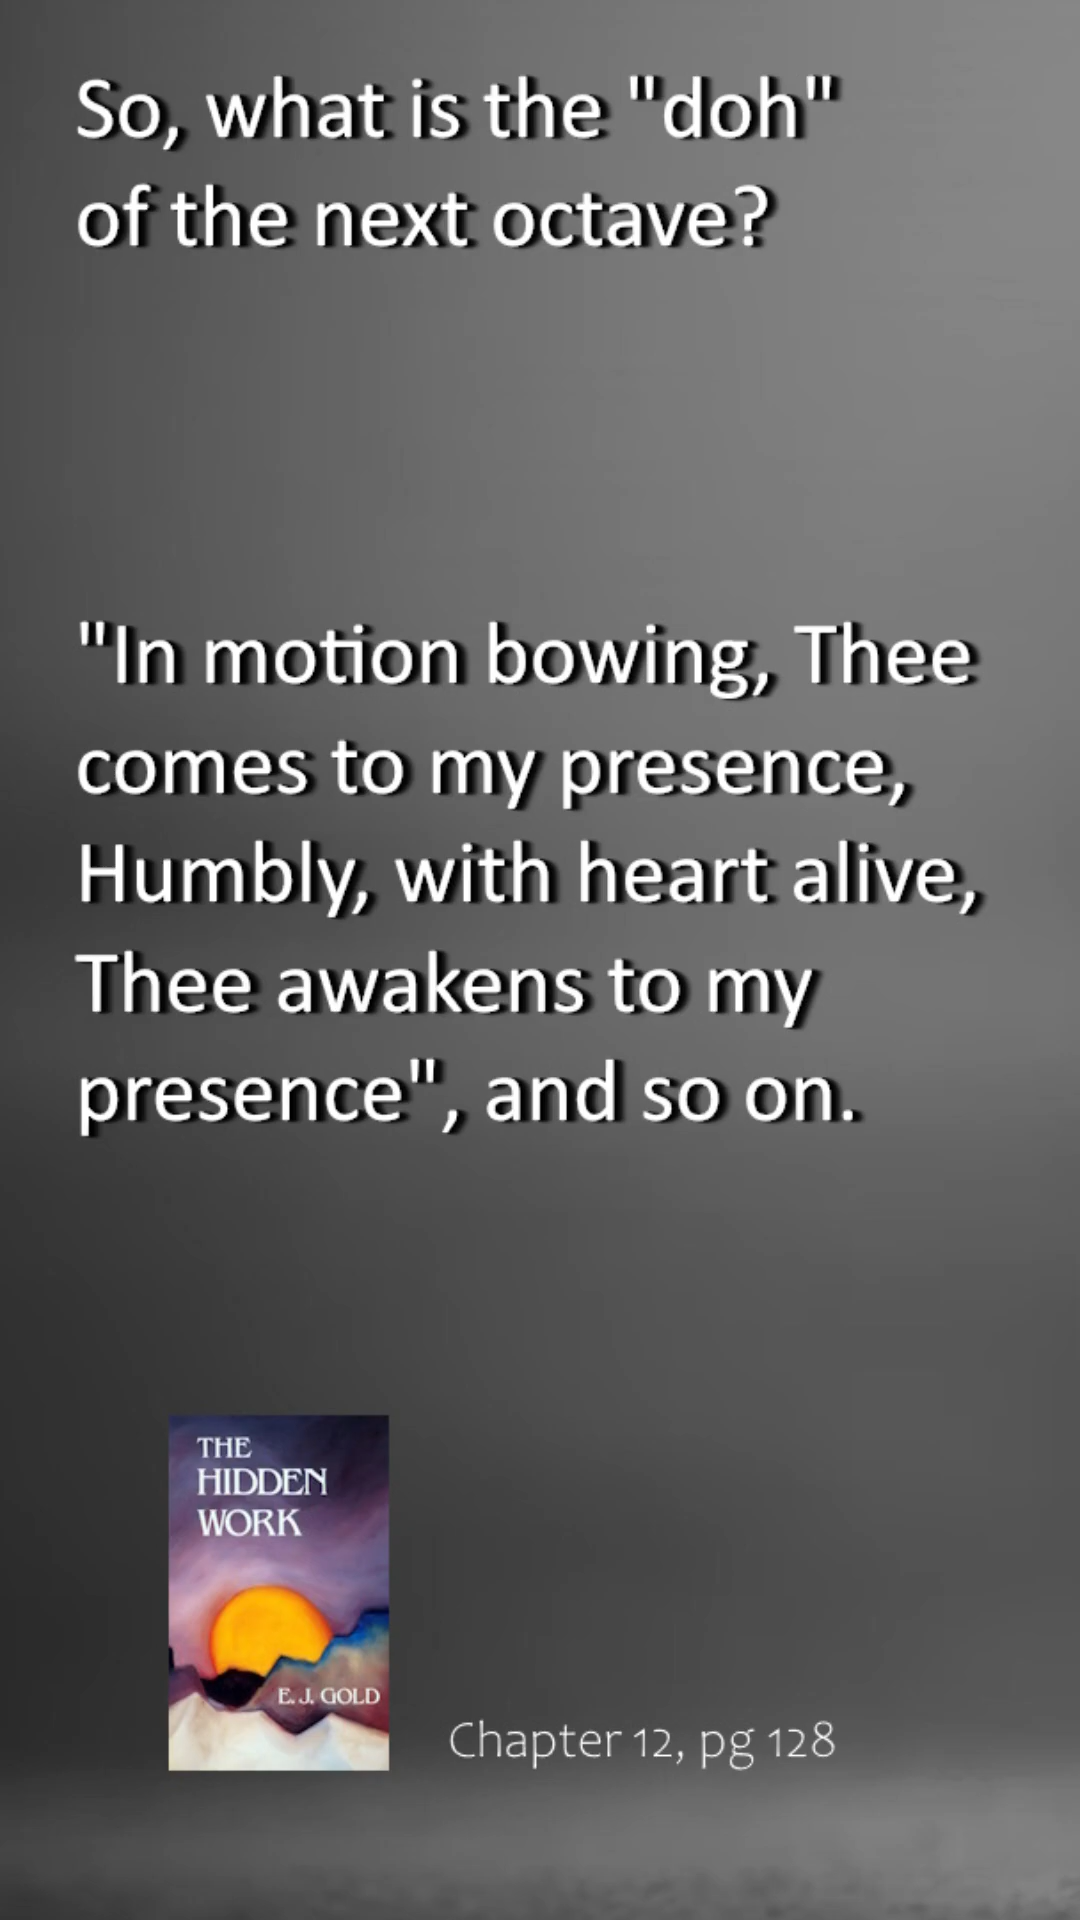 So, what is the "doh"
of the next octave?
"In motion bowing, Thee
comes to my presence,
Humbly, with heart alive,
Thee awakens to my
presence", and so on.
THE
HIDDEN
WORK
E. J. GOLD
Chapter 12, pg 128